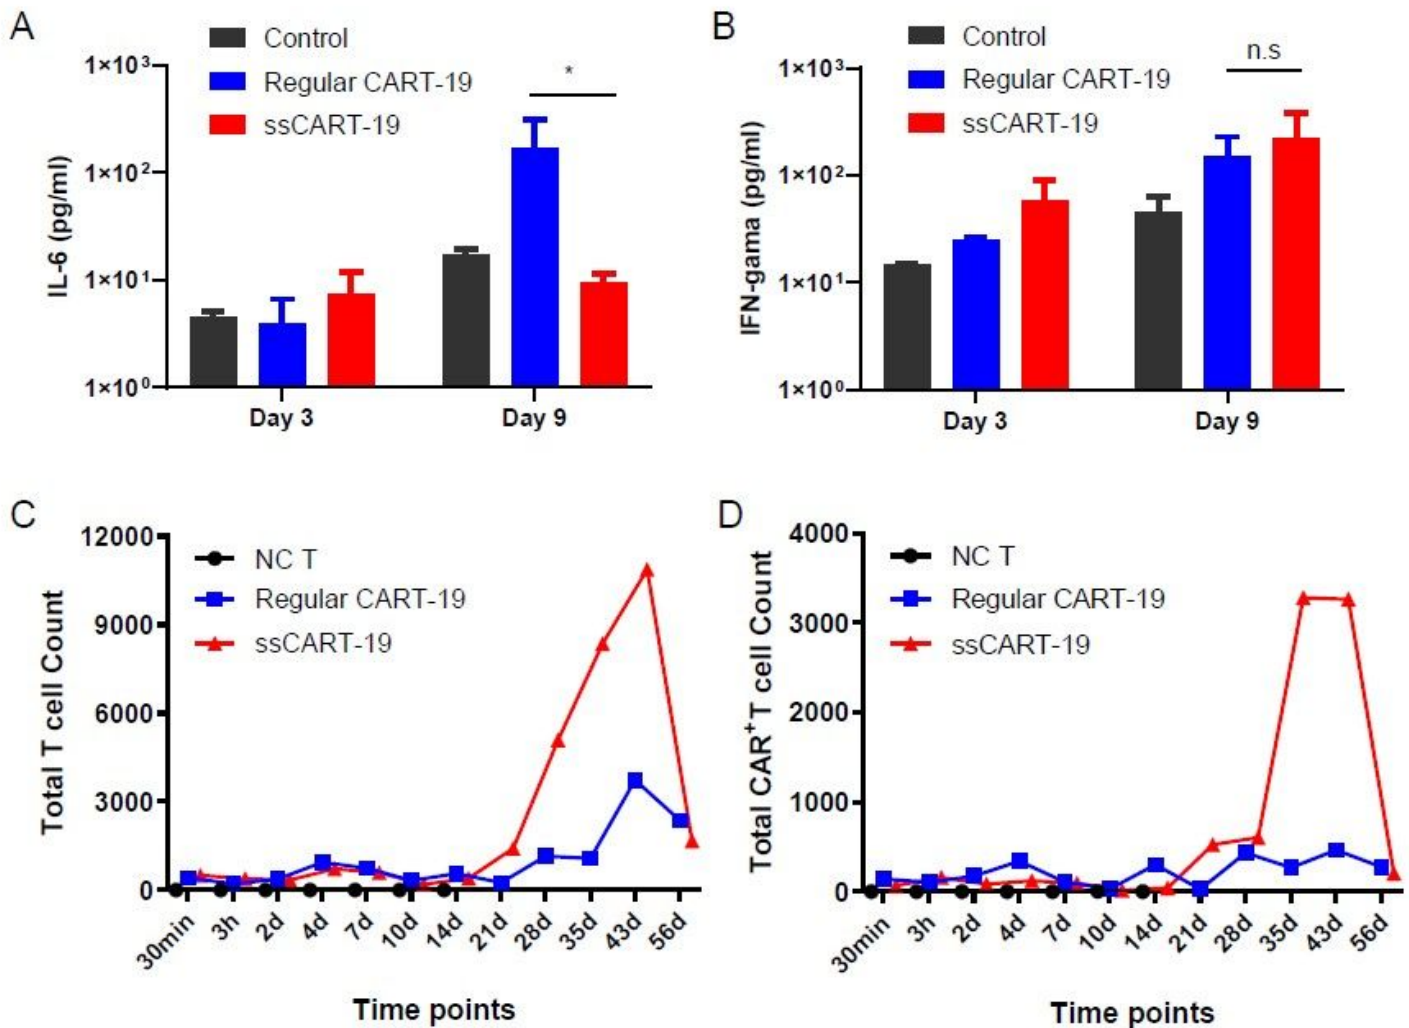 A
Control
Regular CART-19
ssCART-19
*
1×10³
1×10²
1×10¹
1×10⁰
IL-6 (pg/ml)
Day 3
Day 9
B
Control
Regular CART-19
ssCART-19
n.s
1×10³
1×10²
1×10¹
1×10⁰
IFN-gama (pg/ml)
Day 3
Day 9
C
NC T
Regular CART-19
ssCART-19
12000
9000
6000
3000
0
Total T cell Count
30min
3h
2d
4d
7d
10d
14d
21d
28d
35d
43d
56d
Time points
D
NC T
Regular CART-19
ssCART-19
4000
3000
2000
1000
0
Total CAR⁺T cell Count
30min
3h
2d
4d
7d
10d
14d
21d
28d
35d
43d
56d
Time points